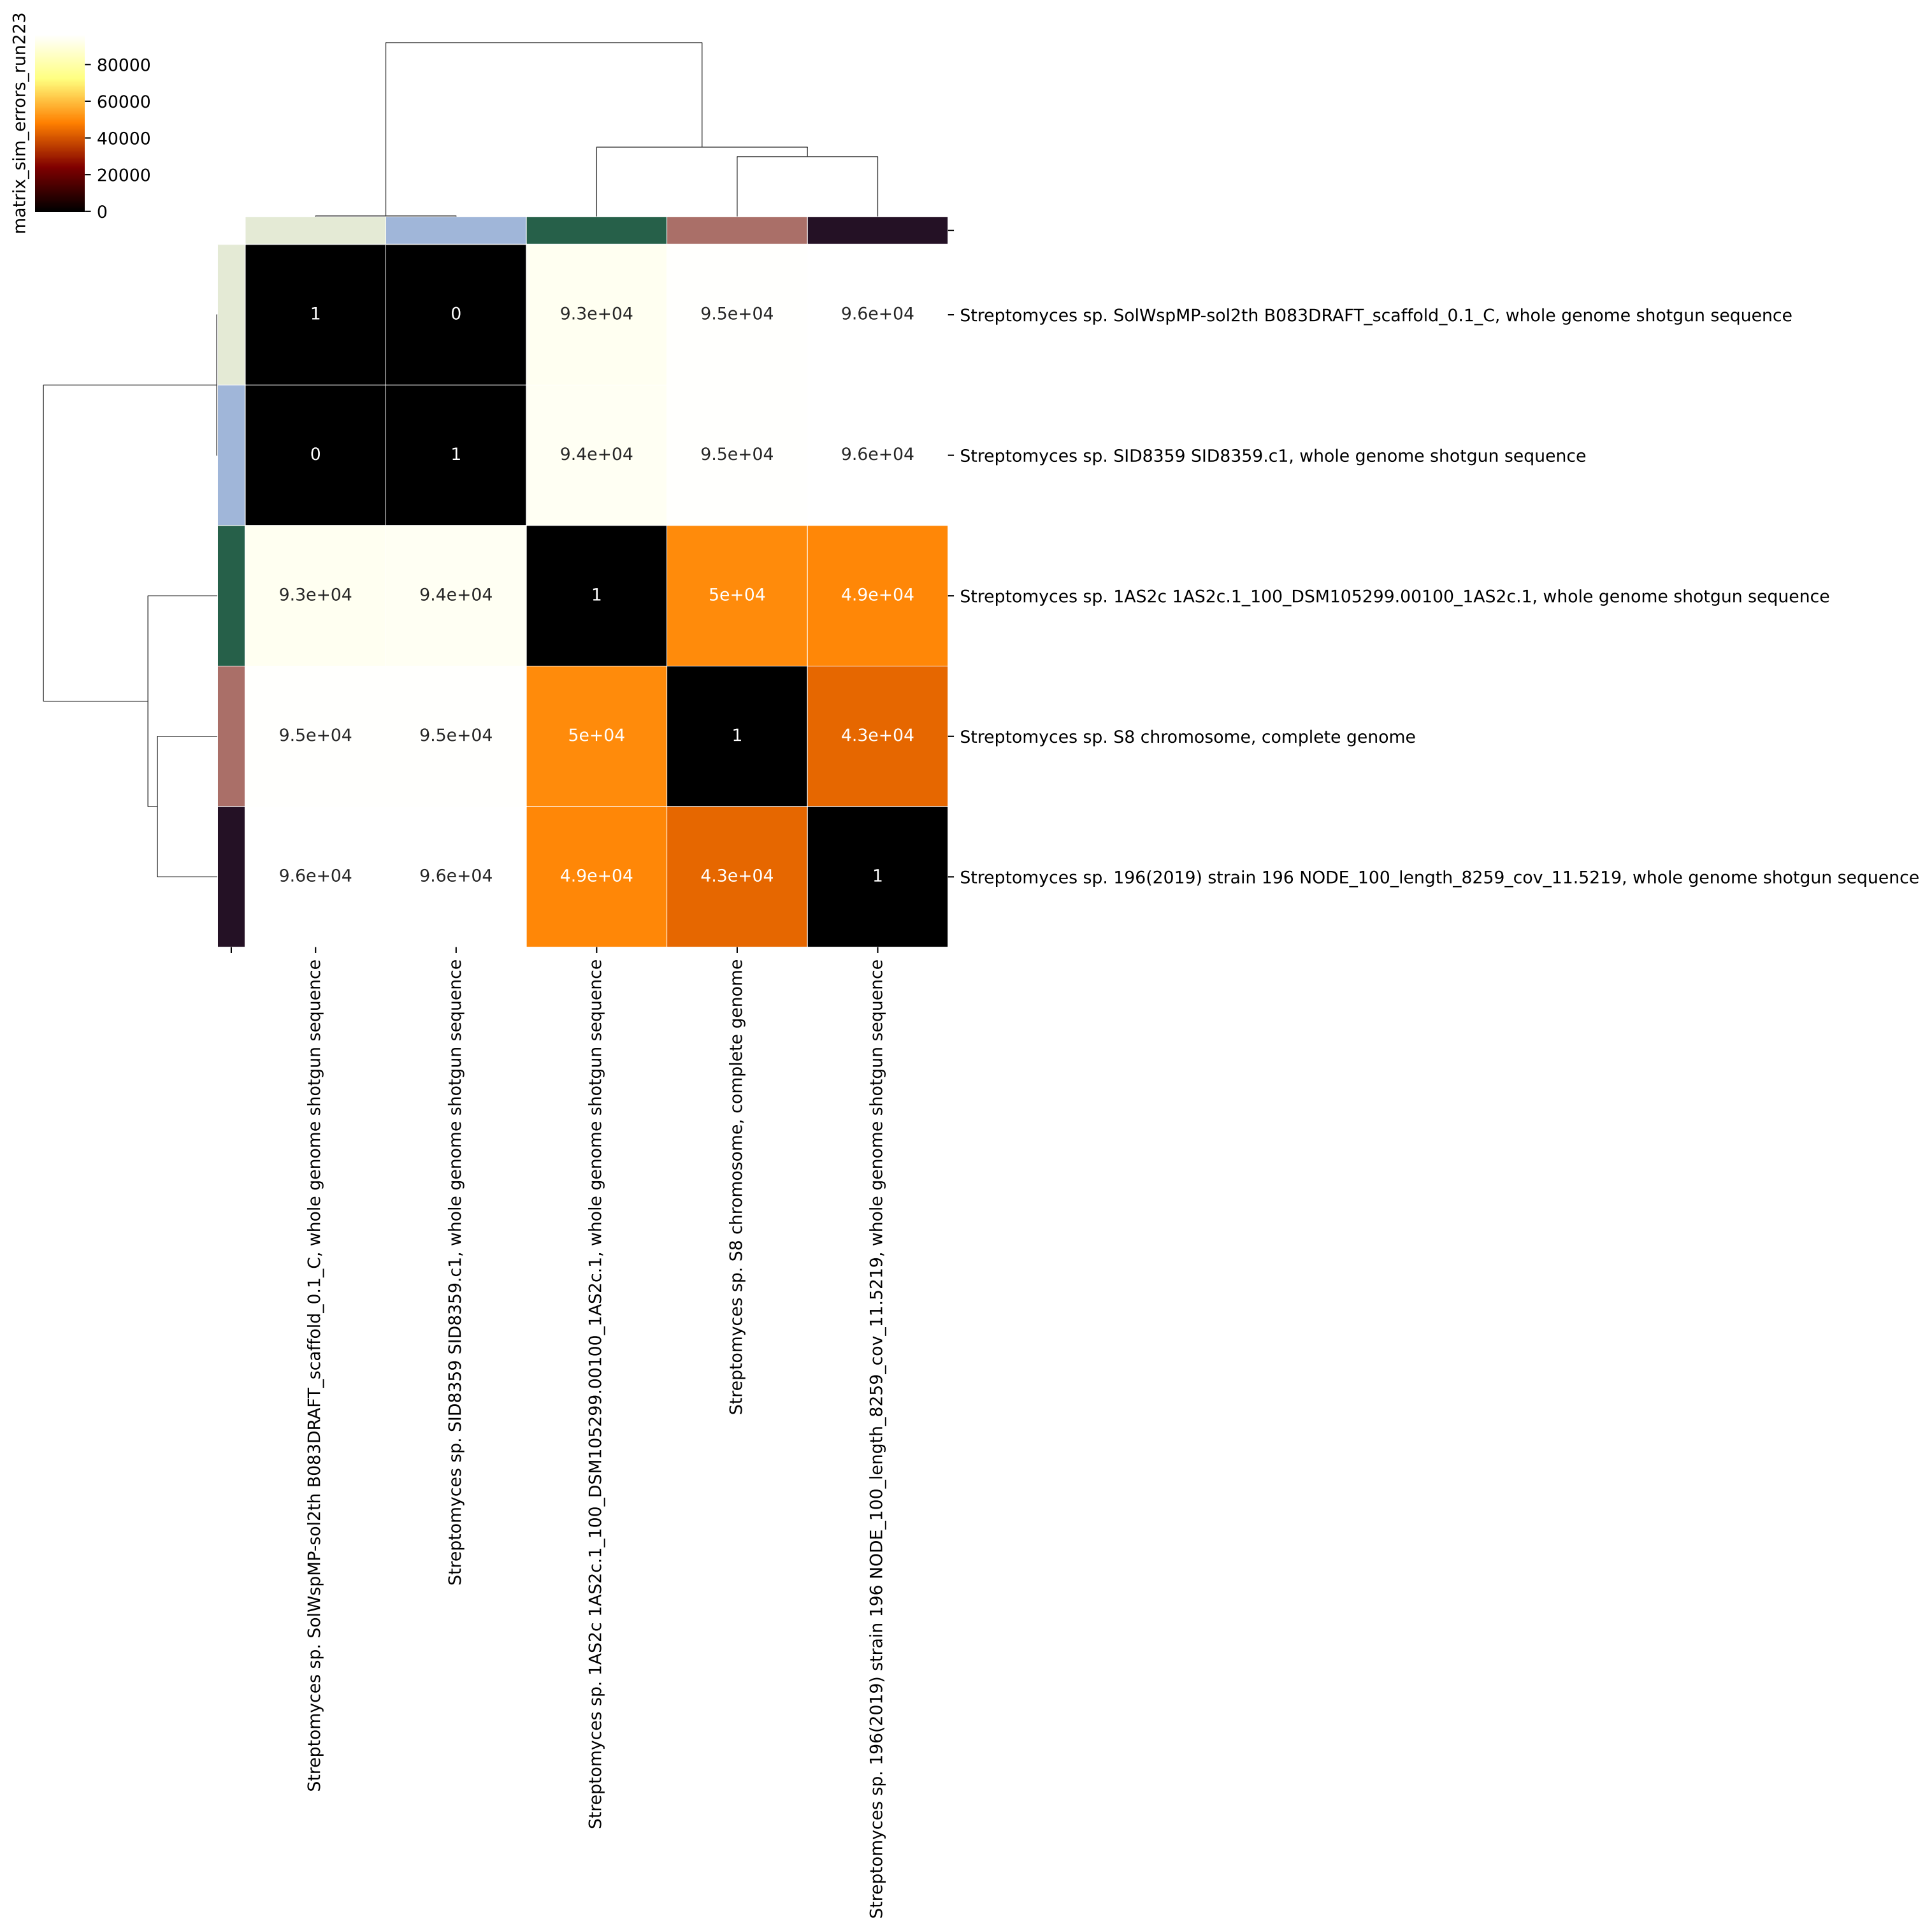 matrix_sim_errors_run223
80000
60000
40000
20000
0
1 0 9.3e+04 9.5e+04 9.6e+04
Streptomyces sp. SolWspMP-sol2th B083DRAFT_scaffold_0.1_C, whole genome shotgun sequence
0 1 9.4e+04 9.5e+04 9.6e+04
Streptomyces sp. SID8359 SID8359.c1, whole genome shotgun sequence
9.3e+04 9.4e+04 1 5e+04 4.9e+04
Streptomyces sp. 1AS2c 1AS2c.1_100_DSM105299.00100_1AS2c.1, whole genome shotgun sequence
9.5e+04 9.5e+04 5e+04 1 4.3e+04
Streptomyces sp. S8 chromosome, complete genome
9.6e+04 9.6e+04 4.9e+04 4.3e+04 1
Streptomyces sp. 196(2019) strain 196 NODE_100_length_8259_cov_11.5219, whole genome shotgun sequence
Streptomyces sp. SolWspMP-sol2th B083DRAFT_scaffold_0.1_C, whole genome shotgun sequence
Streptomyces sp. SID8359 SID8359.c1, whole genome shotgun sequence
Streptomyces sp. 1AS2c 1AS2c.1_100_DSM105299.00100_1AS2c.1, whole genome shotgun sequence
Streptomyces sp. S8 chromosome, complete genome
Streptomyces sp. 196(2019) strain 196 NODE_100_length_8259_cov_11.5219, whole genome shotgun sequence